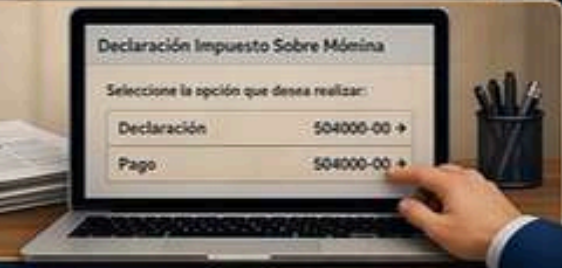 Declaración Impuesto Sobre Mómina
Seleccione la opción que desea realizar:
Declaración 504000-00 →
Pago 504000-00 →